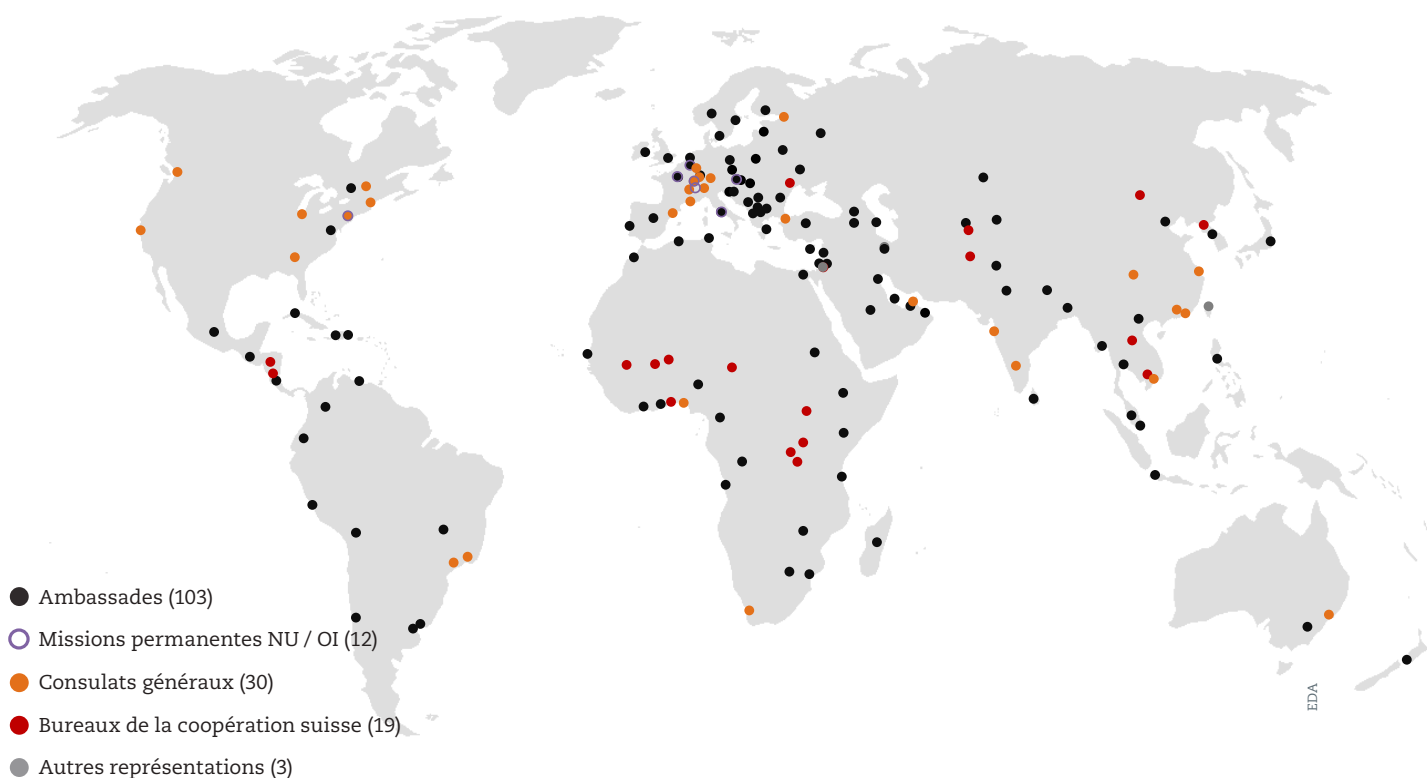 Ambassades (103)
Missions permanentes NU / OI (12)
Consulats généraux (30)
Bureaux de la coopération suisse (19)
Autres représentations (3)
EDA